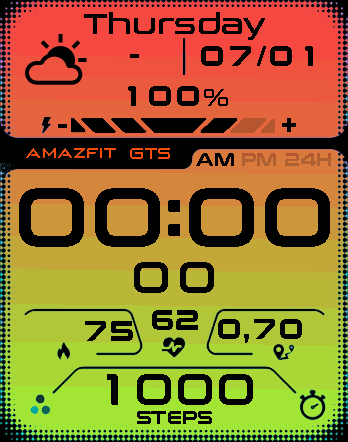 Thursday
- 07/01
100%
- +
AMAZFIT GTS
AM PM 24H
00:00
00
75 62 0,70
1000
STEPS